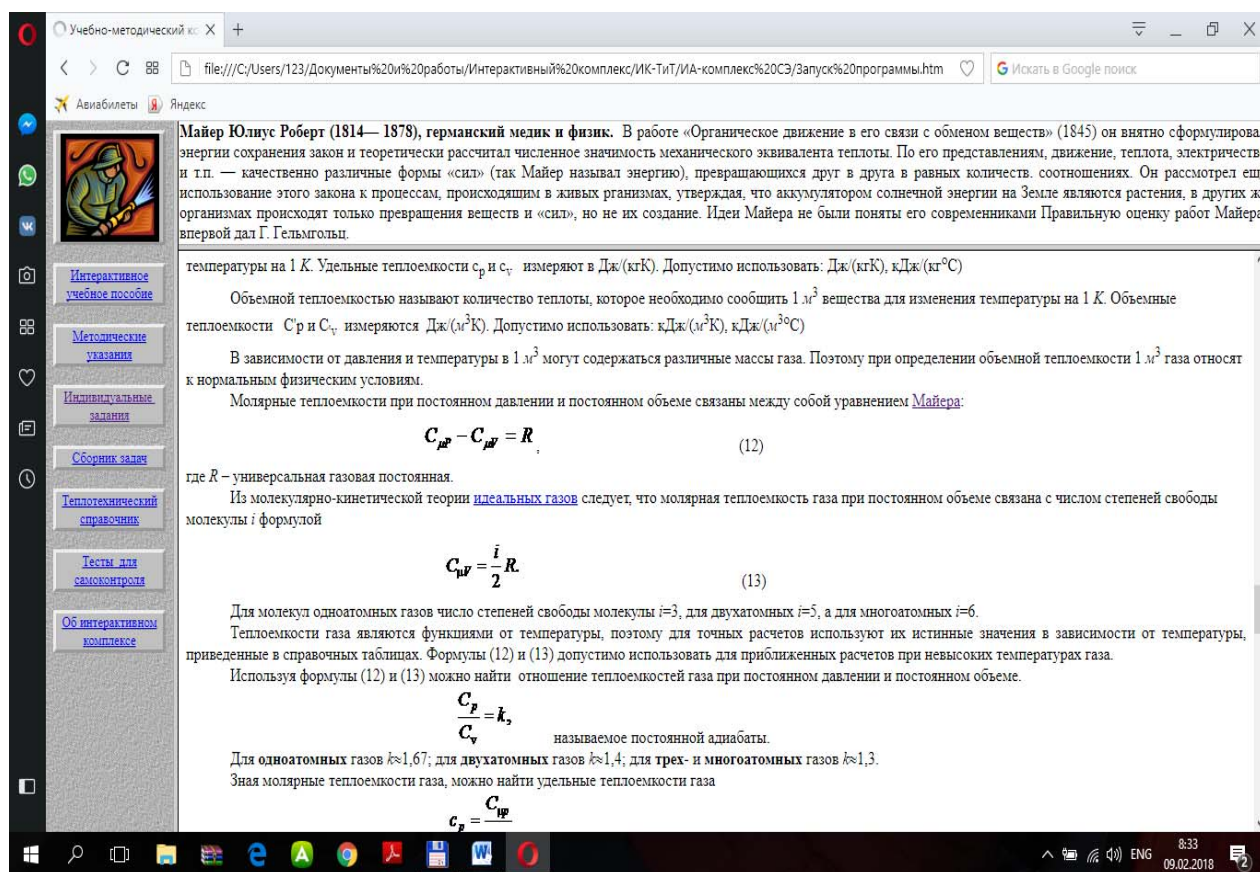 Учебно-методический кс
file:///C:/Users/123/Документы%20и%20работы/Интерактивный%20комплекс/ИК-ТиТ/ИА-комплекс%20СЭ/Запуск%20программы.htm
Искать в Google поиск
Авиабилеты Яндекс
Майер Юлиус Роберт (1814— 1878), германский медик и физик. В работе «Органическое движение в его связи с обменом веществ» (1845) он внятно сформулирова
энергии сохранения закон и теоретически рассчитал численное значимость механического эквивалента теплоты. По его представлениям, движение, теплота, электричеств
и т.п. — качественно различные формы «сил» (так Майер называл энергию), превращающихся друг в друга в равных количеств. соотношениях. Он рассмотрел ещ
использование этого закона к процессам, происходящим в живых рганизмах, утверждая, что аккумулятором солнечной энергии на Земле являются растения, в других ж
организмах происходят только превращения веществ и «сил», но не их создание. Идеи Майера не были поняты его современниками Правильную оценку работ Майера
впервой дал Г. Гельмгольц.
Интерактивное
учебное пособие
Методические
указания
Индивидуальные
задания
Сборник задач
Теплотехнический
справочник
Тесты для
самоконтроля
Об интерактивном
комплексе
температуры на 1 К. Удельные теплоемкости cp и cv измеряют в Дж/(кгК). Допустимо использовать: Дж/(кгК), кДж/(кг°С)
Объемной теплоемкостью называют количество теплоты, которое необходимо сообщить 1 м³ вещества для изменения температуры на 1 К. Объемные
теплоемкости С'р и Сv измеряются Дж/(м³К). Допустимо использовать: кДж/(м³К), кДж/(м³°С)
В зависимости от давления и температуры в 1 м³ могут содержаться различные массы газа. Поэтому при определении объемной теплоемкости 1 м³ газа относят
к нормальным физическим условиям.
Молярные теплоемкости при постоянном давлении и постоянном объеме связаны между собой уравнением Майера:
CμP − CμV = R, (12)
где R – универсальная газовая постоянная.
Из молекулярно-кинетической теории идеальных газов следует, что молярная теплоемкость газа при постоянном объеме связана с числом степеней свободы
молекулы i формулой
CμV = i/2 R. (13)
Для молекул одноатомных газов число степеней свободы молекулы i=3, для двухатомных i=5, а для многоатомных i=6.
Теплоемкости газа являются функциями от температуры, поэтому для точных расчетов используют их истинные значения в зависимости от температуры,
приведенные в справочных таблицах. Формулы (12) и (13) допустимо использовать для приближенных расчетов при невысоких температурах газа.
Используя формулы (12) и (13) можно найти отношение теплоемкостей газа при постоянном давлении и постоянном объеме.
Cp/Cv = k, называемое постоянной адиабаты.
Для одноатомных газов k≈1,67; для двухатомных газов k≈1,4; для трех- и многоатомных газов k≈1,3.
Зная молярные теплоемкости газа, можно найти удельные теплоемкости газа
cp = Cμp
ENG 8:33
09.02.2018
2